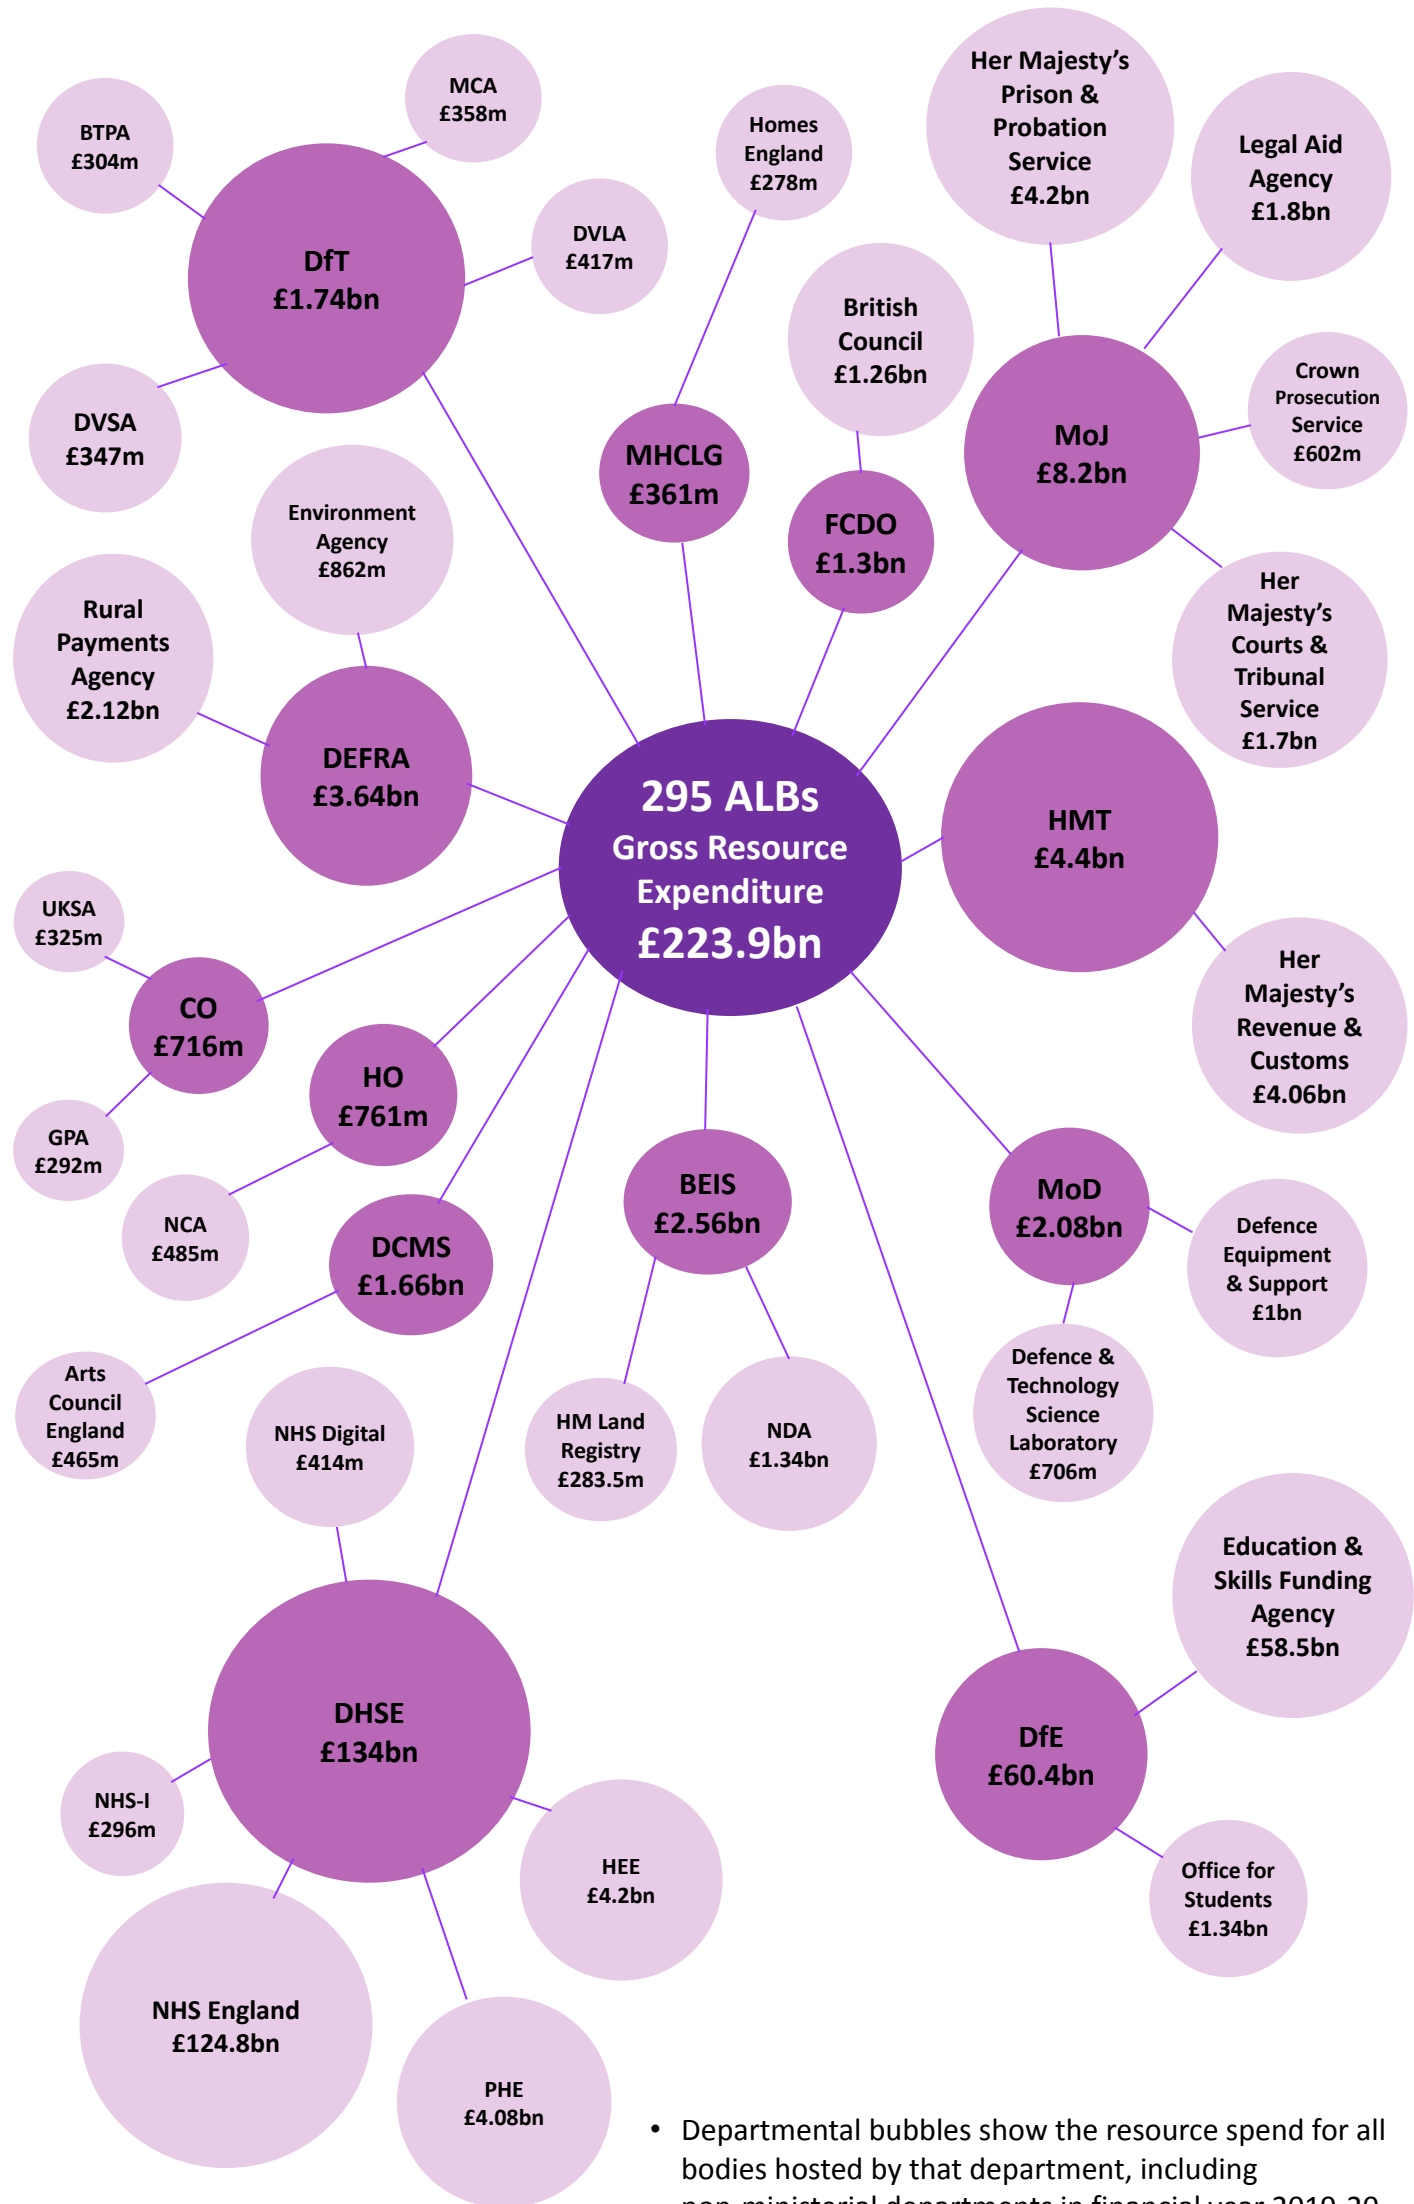 Her Majesty’s
Prison &
Probation
Service
£4.2bn
MCA
£358m
BTPA
£304m
Homes
England
£278m
Legal Aid
Agency
£1.8bn
DfT
£1.74bn
DVLA
£417m
British
Council
£1.26bn
Crown
Prosecution
Service
£602m
DVSA
£347m
MHCLG
£361m
MoJ
£8.2bn
Environment
Agency
£862m
FCDO
£1.3bn
Rural
Payments
Agency
£2.12bn
Her
Majesty’s
Courts &
Tribunal
Service
£1.7bn
DEFRA
£3.64bn
295 ALBs
Gross Resource
Expenditure
£223.9bn
HMT
£4.4bn
UKSA
£325m
CO
£716m
Her
Majesty’s
Revenue &
Customs
£4.06bn
HO
£761m
GPA
£292m
NCA
£485m
DCMS
£1.66bn
BEIS
£2.56bn
MoD
£2.08bn
Defence
Equipment
& Support
£1bn
Arts
Council
England
£465m
NHS Digital
£414m
HM Land
Registry
£283.5m
NDA
£1.34bn
Defence &
Technology
Science
Laboratory
£706m
Education &
Skills Funding
Agency
£58.5bn
DHSE
£134bn
DfE
£60.4bn
NHS-I
£296m
HEE
£4.2bn
Office for
Students
£1.34bn
NHS England
£124.8bn
PHE
£4.08bn
• Departmental bubbles show the resource spend for all
bodies hosted by that department, including
non-ministerial departments in financial year 2019-20